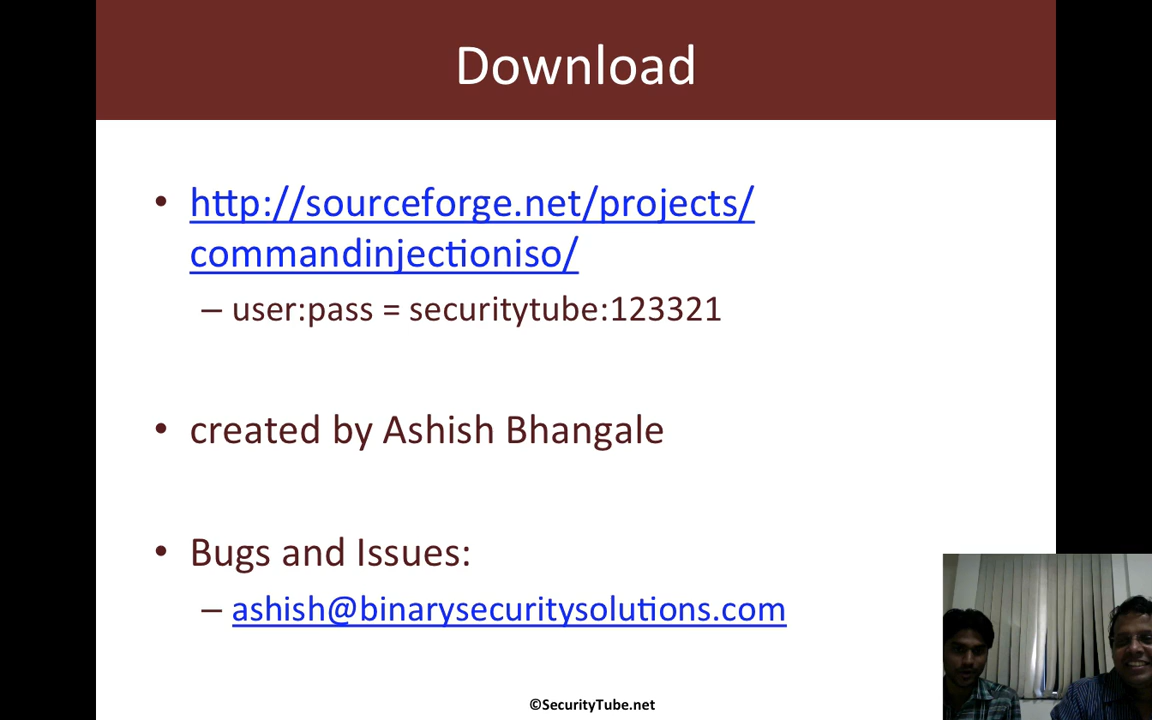 Download
• http://sourceforge.net/projects/
commandinjectioniso/
– user:pass = securitytube:123321
• created by Ashish Bhangale
• Bugs and Issues:
– ashish@binarysecuritysolutions.com
©SecurityTube.net